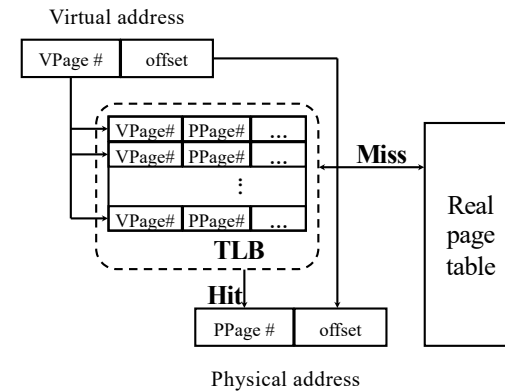 Virtual address
VPage # offset
VPage# PPage# ...
VPage# PPage# ...
⋮
VPage# PPage# ...
TLB
Miss
Real
page
table
Hit
PPage # offset
Physical address